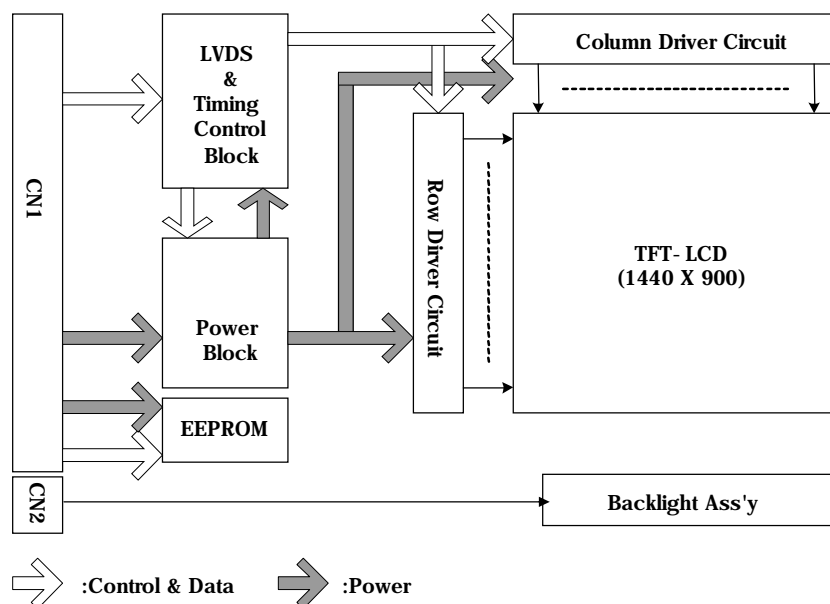 LVDS
&
Timing
Control
Block
Column Driver Circuit
CN1
Row Dirver Circuit
TFT- LCD
(1440 X 900)
Power
Block
EEPROM
CN2
Backlight Ass'y
:Control & Data
:Power